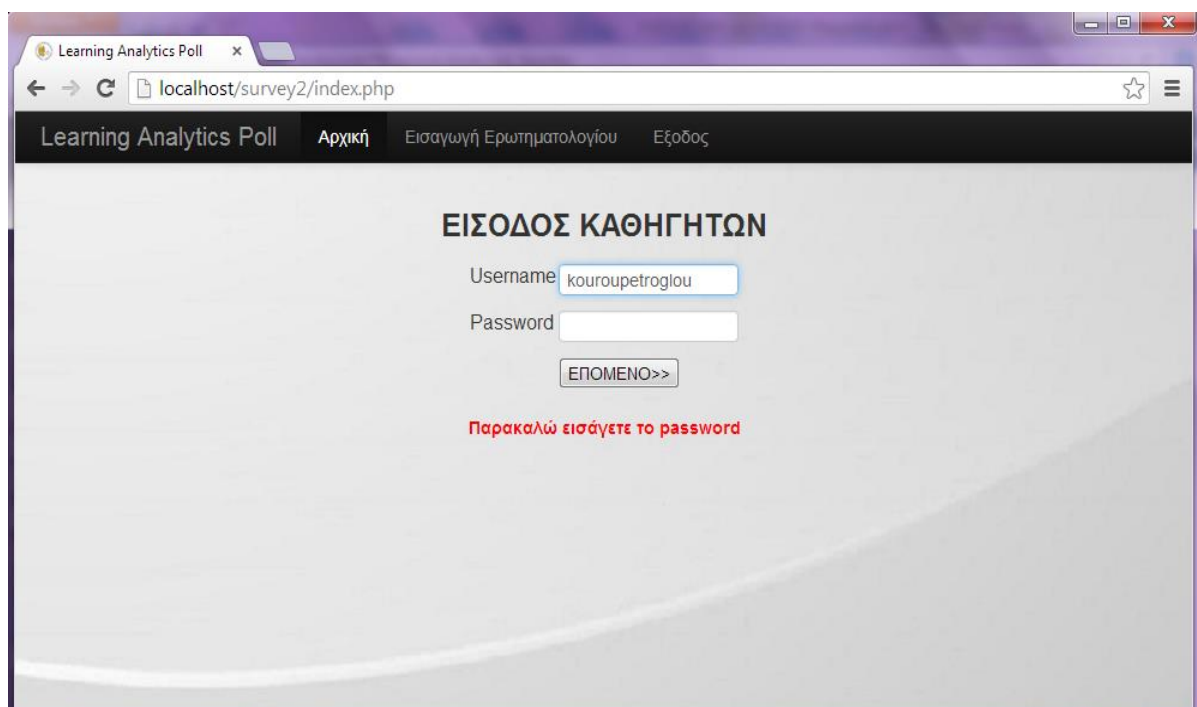 Learning Analytics Poll
localhost/survey2/index.php
Learning Analytics Poll Αρχική Εισαγωγή Ερωτηματολογίου Εξοδος
ΕΙΣΟΔΟΣ ΚΑΘΗΓΗΤΩΝ
Username kouroupetroglou
Password
ΕΠΟΜΕΝΟ>>
Παρακαλώ εισάγετε το password